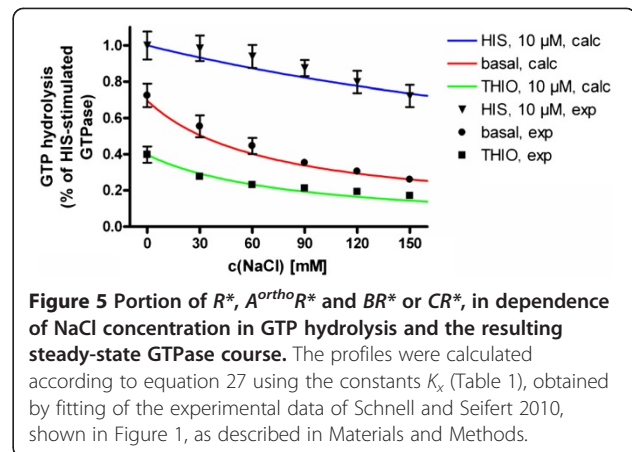 GTP hydrolysis
(% of HIS-stimulated
GTPase)
1.0
0.8
0.6
0.4
0.2
0.0
0 30 60 90 120 150
c(NaCl) [mM]
HIS, 10 µM, calc
basal, calc
THIO, 10 µM, calc
HIS, 10 µM, exp
basal, exp
THIO, exp
Figure 5 Portion of R*, A^ortho R* and BR* or CR*, in dependence
of NaCl concentration in GTP hydrolysis and the resulting
steady-state GTPase course. The profiles were calculated
according to equation 27 using the constants Kₓ (Table 1), obtained
by fitting of the experimental data of Schnell and Seifert 2010,
shown in Figure 1, as described in Materials and Methods.